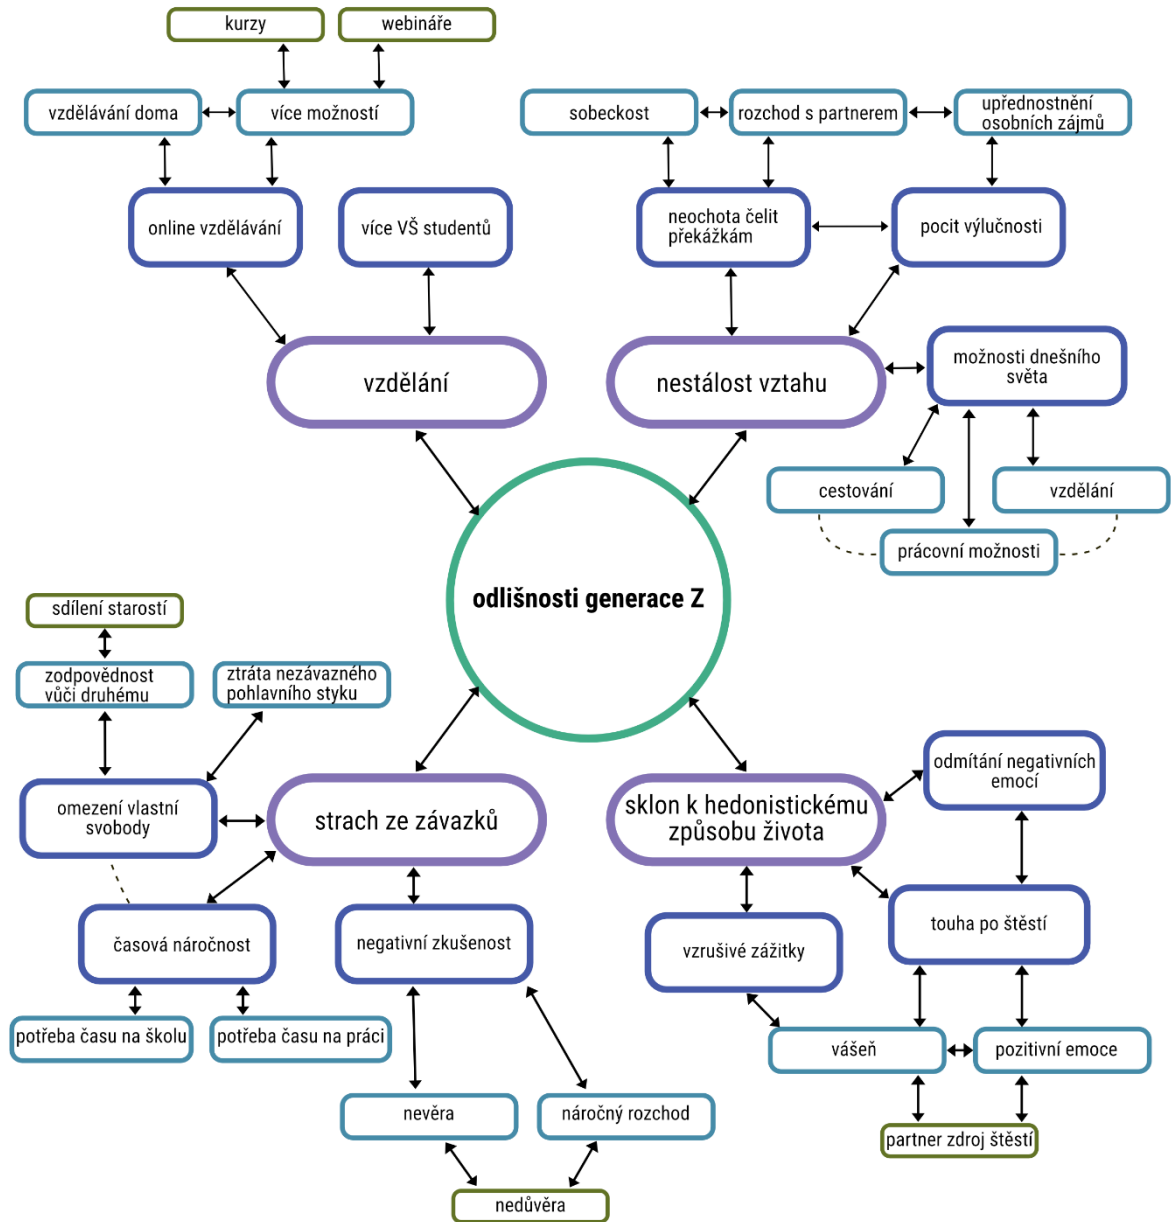 kurzy
webináře
vzdělávání doma
více možností
sobeckost
rozchod s partnerem
upřednostnění
osobních zájmů
online vzdělávání
více VŠ studentů
neochota čelit
překážkám
pocit výlučnosti
vzdělání
nestálost vztahu
možnosti dnešního
světa
cestování
vzdělání
prácovní možnosti
odlišnosti generace Z
sdílení starostí
zodpovědnost
vůči druhému
ztráta nezávazného
pohlavního styku
omezení vlastní
svobody
strach ze závazků
sklon k hedonistickému
způsobu života
odmítání negativních
emocí
časová náročnost
negativní zkušenost
vzrušivé zážitky
touha po štěstí
potřeba času na školu
potřeba času na práci
vášeň
pozitivní emoce
nevěra
náročný rozchod
partner zdroj štěstí
nedůvěra